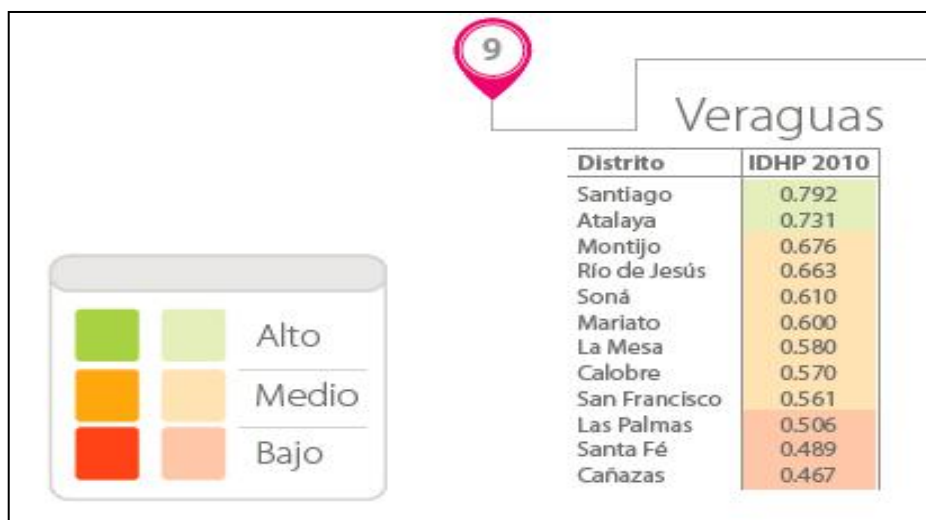 9
Veraguas
Distrito IDHP 2010
Santiago 0.792
Atalaya 0.731
Montijo 0.676
Río de Jesús 0.663
Soná 0.610
Mariato 0.600
La Mesa 0.580
Calobre 0.570
San Francisco 0.561
Las Palmas 0.506
Santa Fé 0.489
Cañazas 0.467
Alto
Medio
Bajo